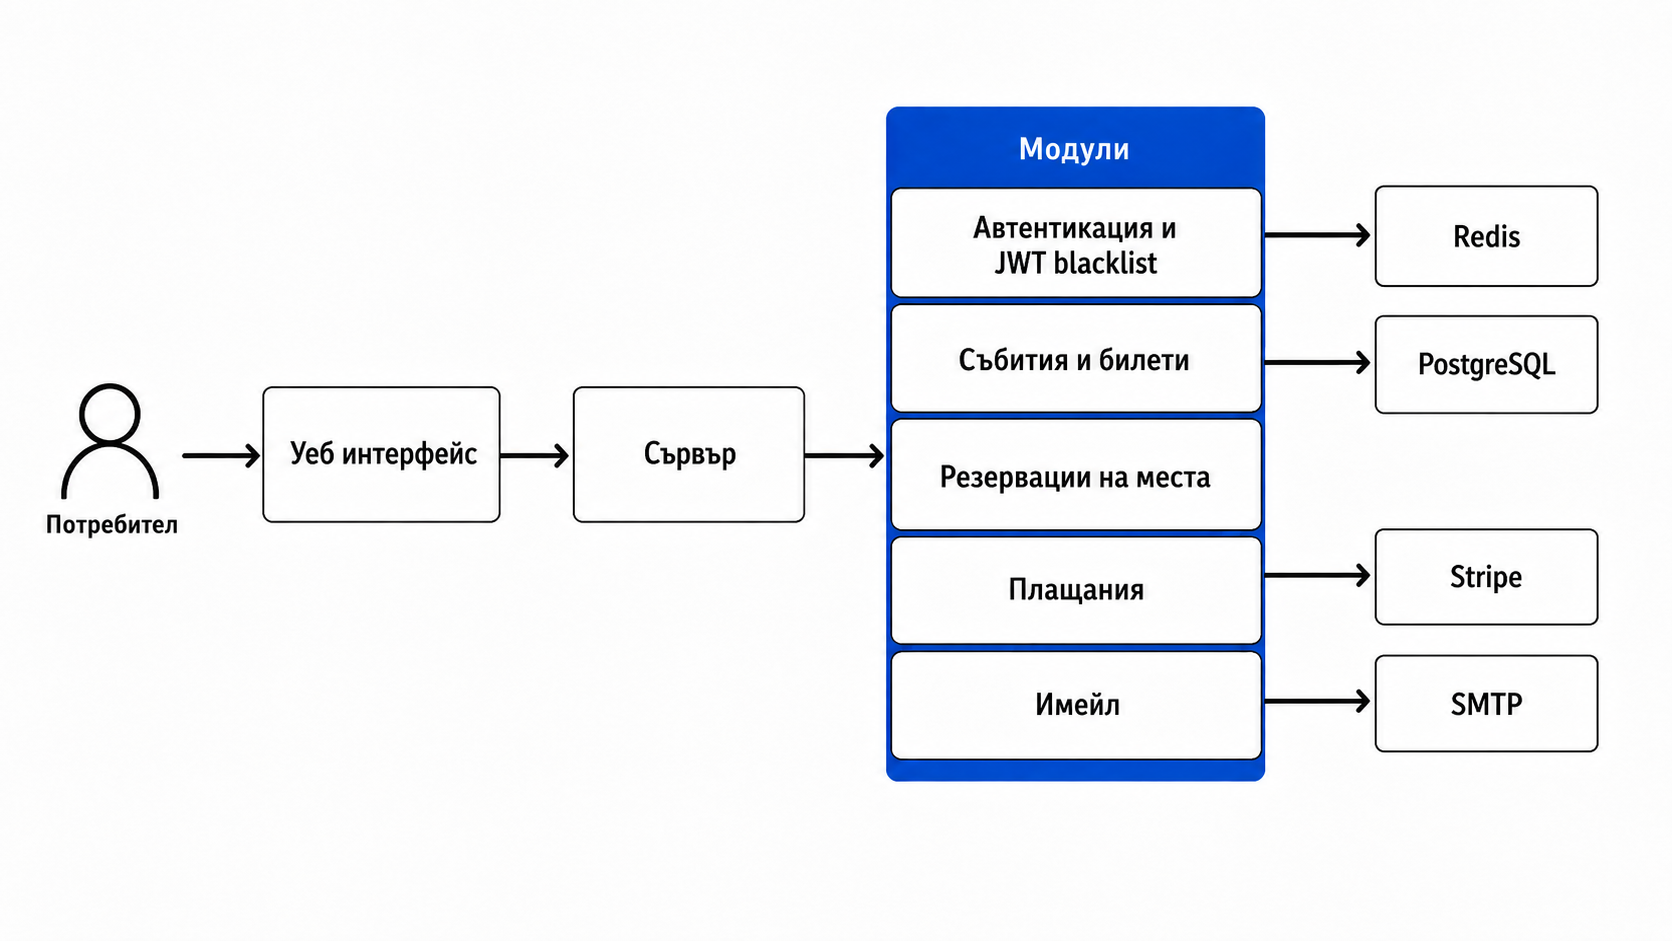 Потребител
Уеб интерфейс
Сървър
Модули
Автентикация и
JWT blacklist
Събития и билети
Резервации на места
Плащания
Имейл
Redis
PostgreSQL
Stripe
SMTP